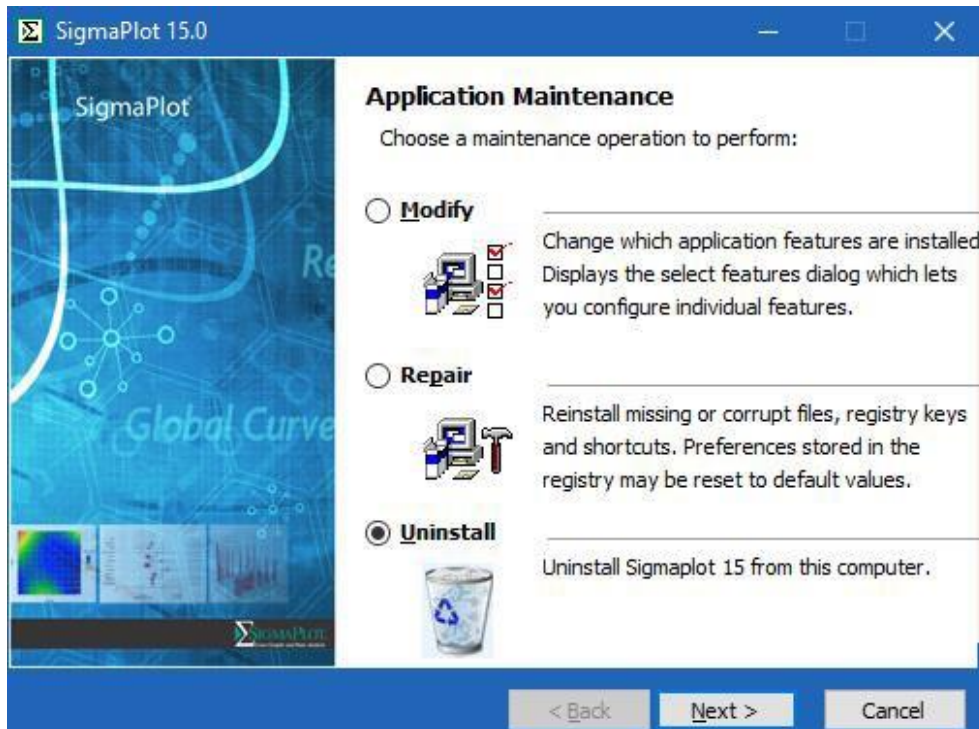 SigmaPlot 15.0
SigmaPlot
Global Curve
SIGMAPLOT
Application Maintenance
Choose a maintenance operation to perform:
Modify
Change which application features are installed
Displays the select features dialog which lets
you configure individual features.
Repair
Reinstall missing or corrupt files, registry keys
and shortcuts. Preferences stored in the
registry may be reset to default values.
Uninstall
Uninstall Sigmaplot 15 from this computer.
< Back
Next >
Cancel